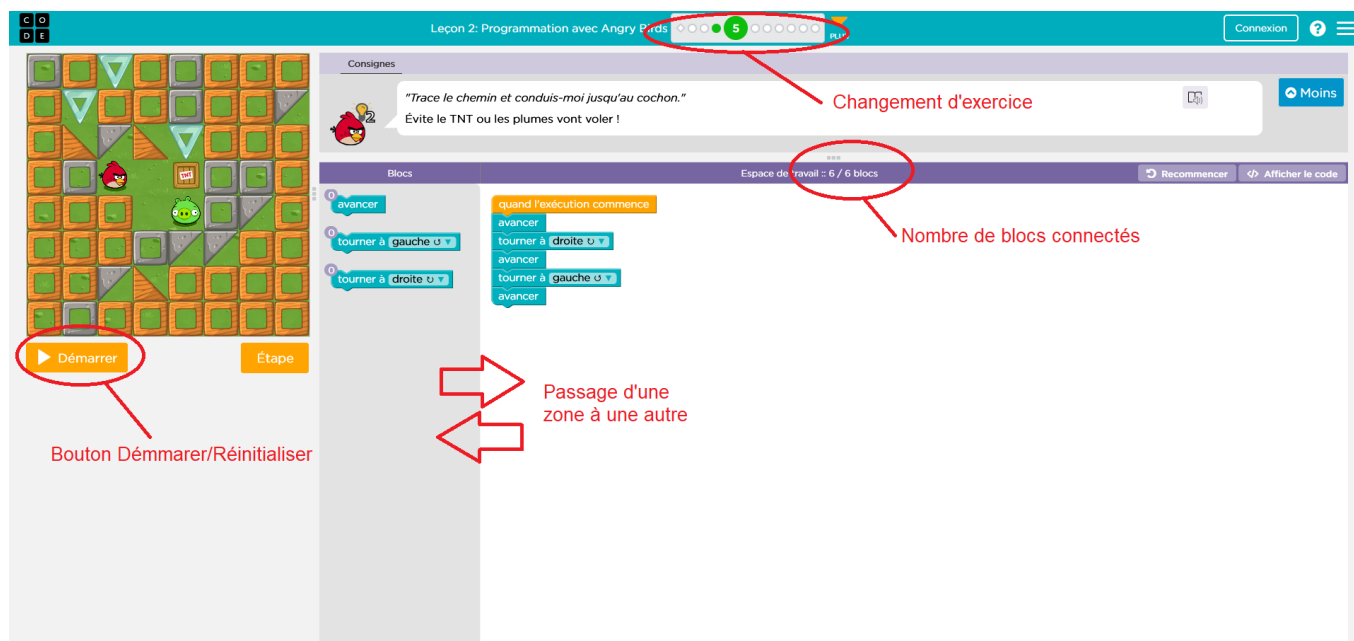 C O
D E
Leçon 2: Programmation avec Angry Birds
5
PLUS
Connexion
?
Consignes
"Trace le chemin et conduis-moi jusqu'au cochon."
Évite le TNT ou les plumes vont voler !
2
Changement d'exercice
Moins
TNT
Blocs
Espace de travail :: 6 / 6 blocs
Recommencer
</> Afficher le code
0
avancer
0
tourner à gauche ↺ ▼
0
tourner à droite ↻ ▼
quand l'exécution commence
avancer
tourner à droite ↻ ▼
avancer
tourner à gauche ↺ ▼
avancer
Nombre de blocs connectés
Démarrer
Étape
Passage d'une
zone à une autre
Bouton Démmarer/Réinitialiser